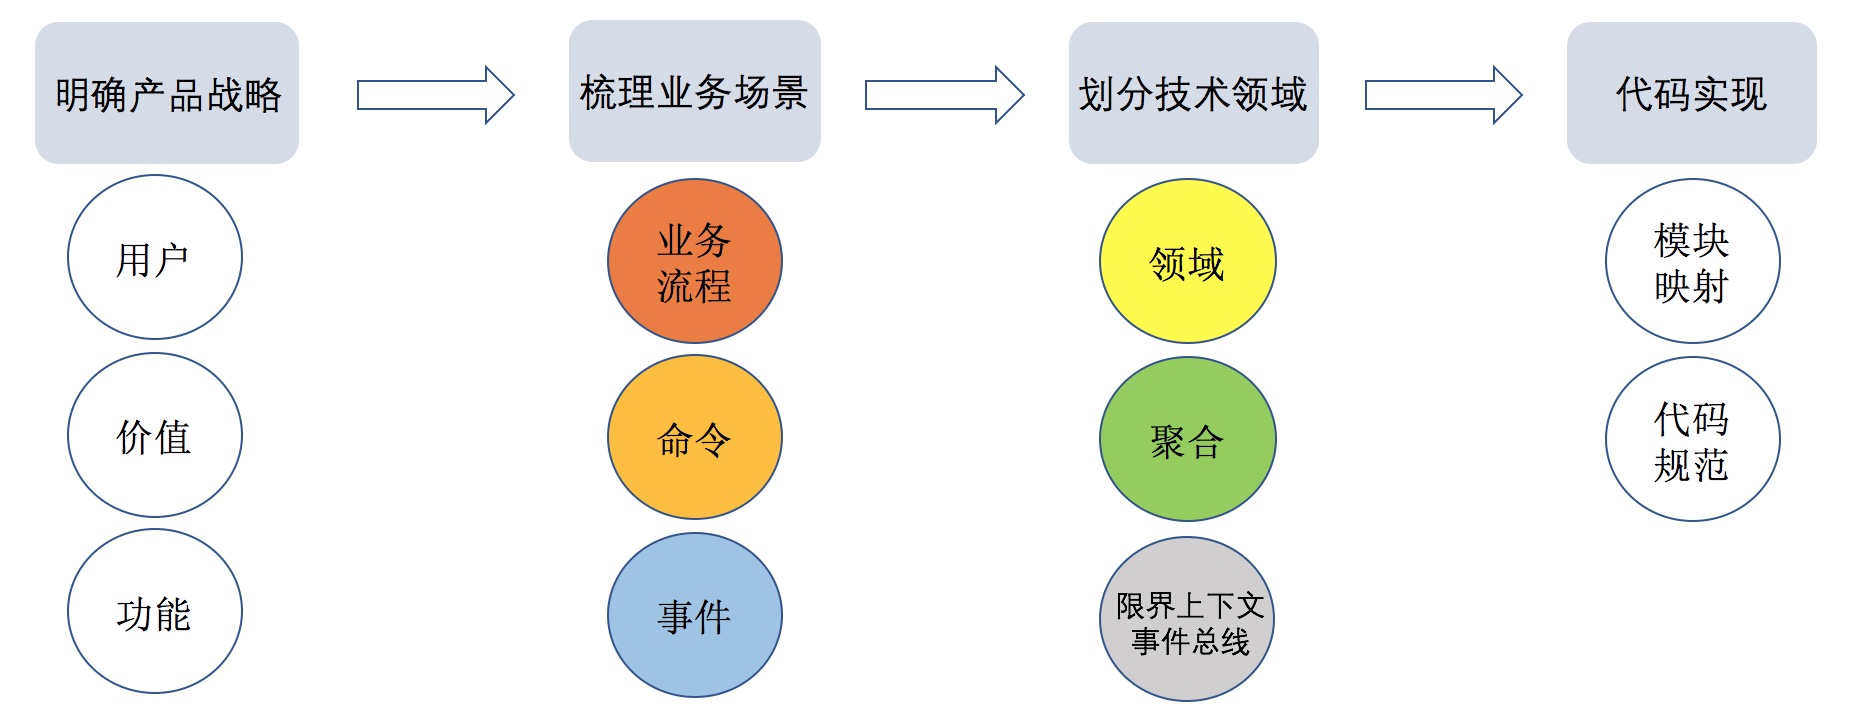 明确产品战略
梳理业务场景
划分技术领域
代码实现
用户
价值
功能
业务
流程
命令
事件
领域
聚合
限界上下文
事件总线
模块
映射
代码
规范